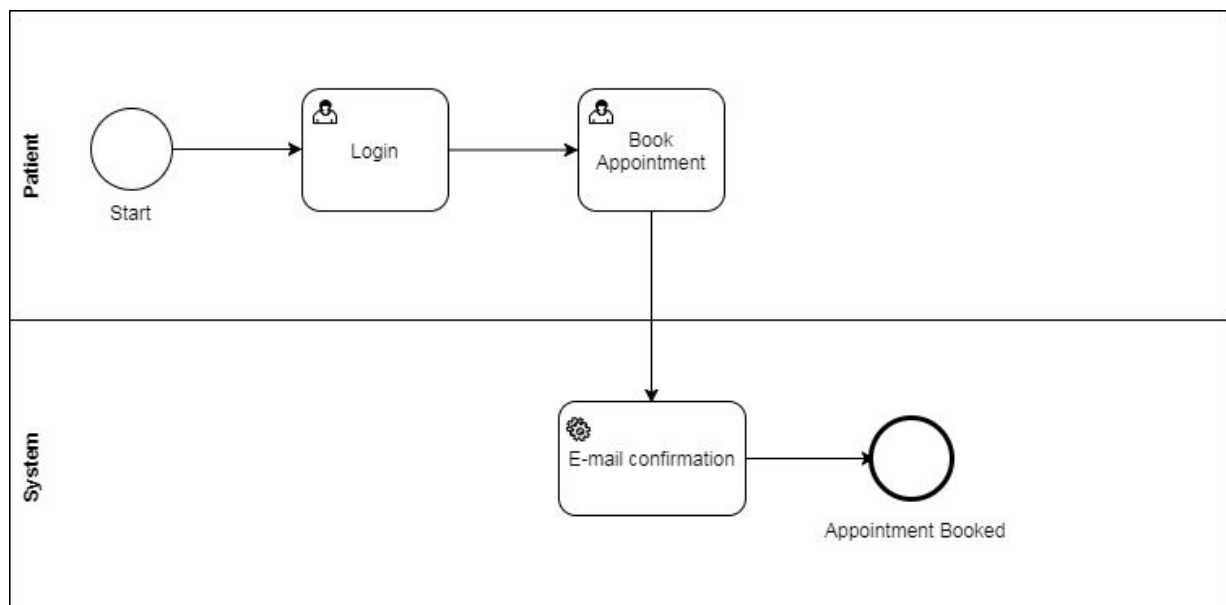 Patient
Start
Login
Book
Appointment
System
E-mail confirmation
Appointment Booked